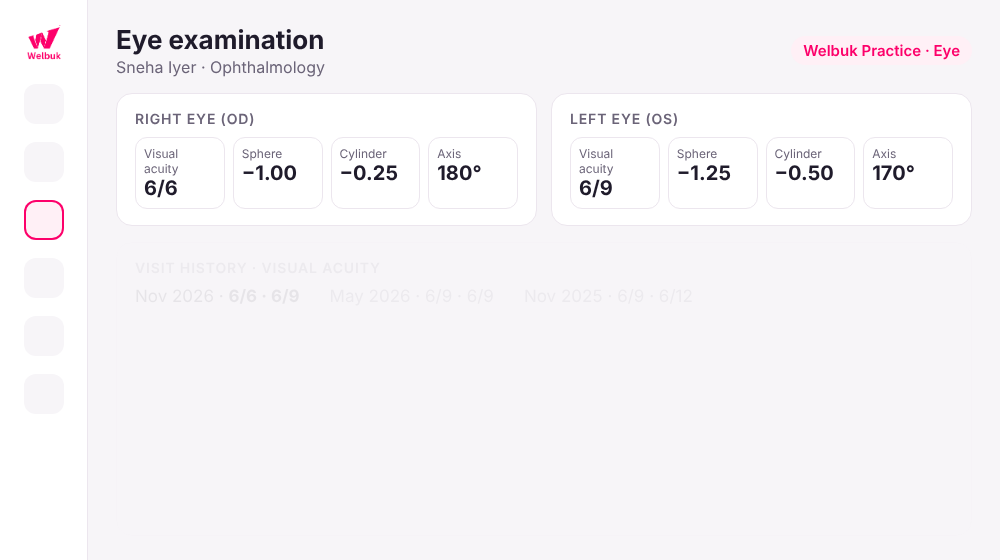 Welbuk
Eye examination
Sneha Iyer · Ophthalmology
Welbuk Practice · Eye
RIGHT EYE (OD)
Visual acuity
6/6
Sphere
−1.00
Cylinder
−0.25
Axis
180°
LEFT EYE (OS)
Visual acuity
6/9
Sphere
−1.25
Cylinder
−0.50
Axis
170°
VISIT HISTORY · VISUAL ACUITY
Nov 2026 · 6/6 · 6/9
May 2026 · 6/9 · 6/9
Nov 2025 · 6/9 · 6/12